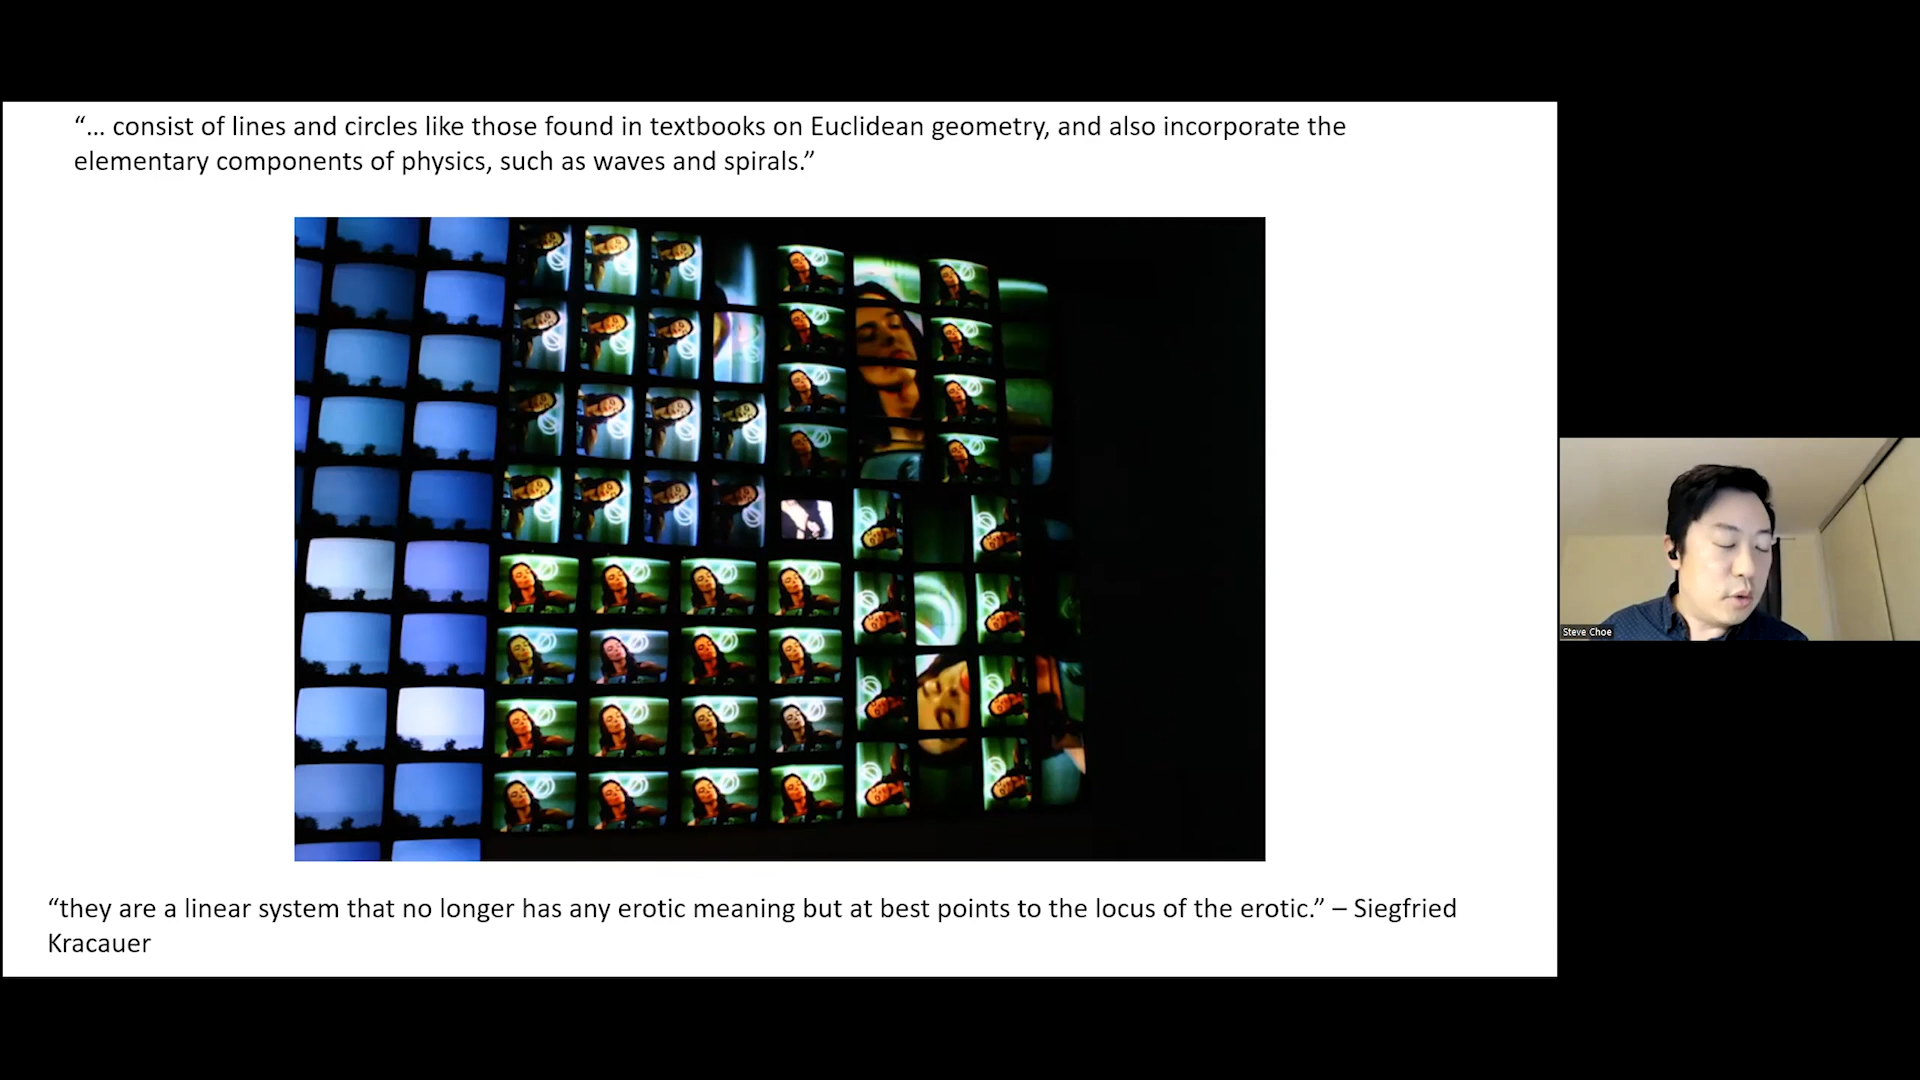 “… consist of lines and circles like those found in textbooks on Euclidean geometry, and also incorporate the
elementary components of physics, such as waves and spirals.”
“they are a linear system that no longer has any erotic meaning but at best points to the locus of the erotic.” – Siegfried
Kracauer
Steve Choe